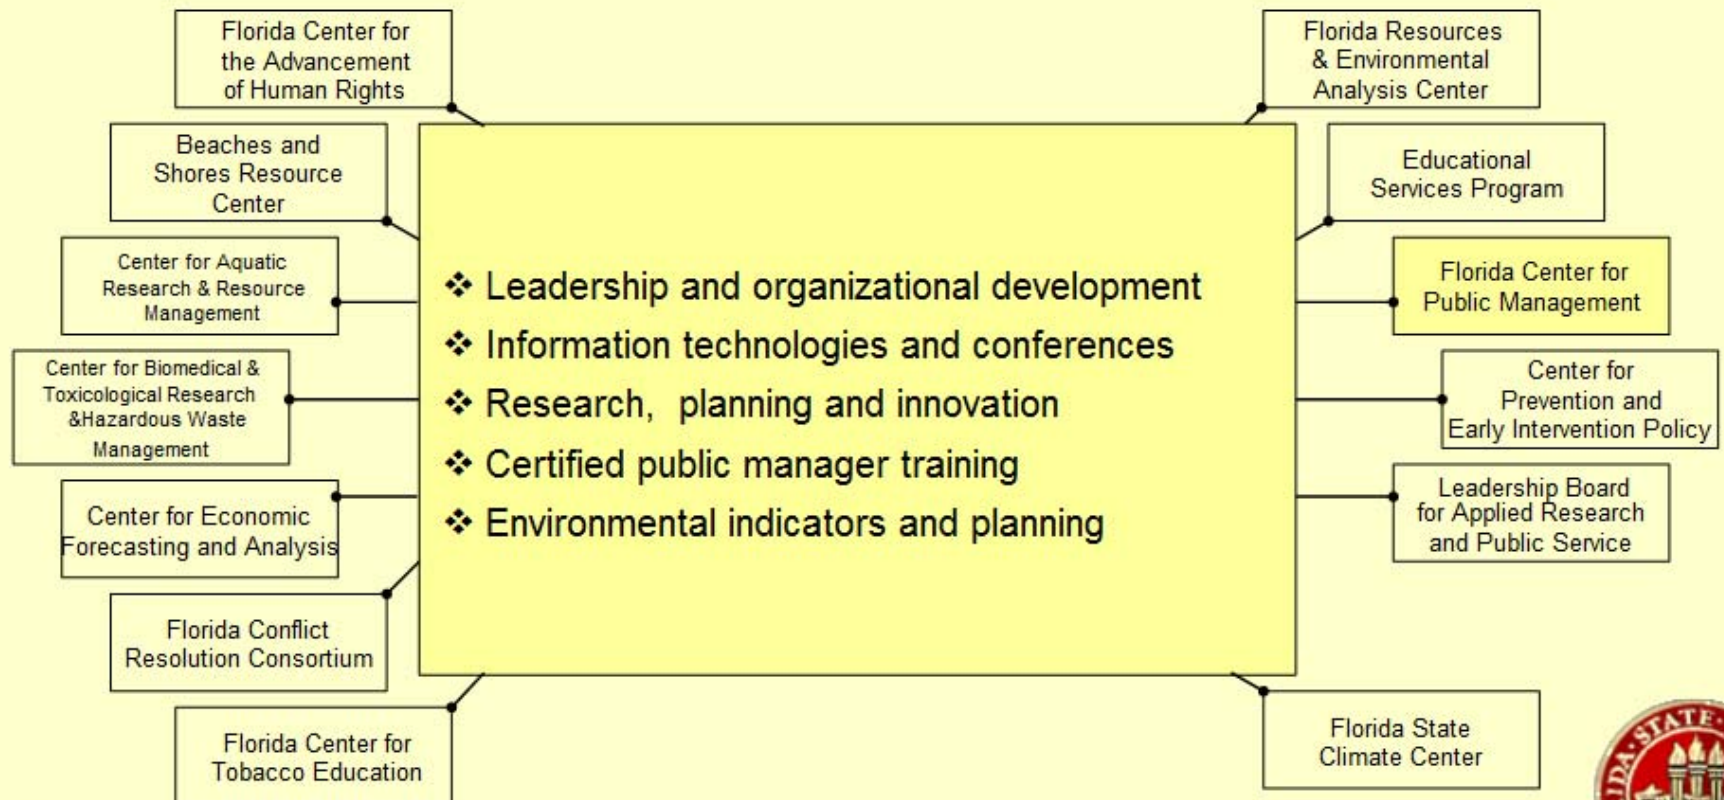 Florida Center for
the Advancement
of Human Rights
Beaches and
Shores Resource
Center
Center for Aquatic
Research & Resource
Management
Center for Biomedical &
Toxicological Research
&Hazardous Waste
Management
Center for Economic
Forecasting and Analysis
Florida Conflict
Resolution Consortium
Florida Center for
Tobacco Education
❖ Leadership and organizational development
❖ Information technologies and conferences
❖ Research, planning and innovation
❖ Certified public manager training
❖ Environmental indicators and planning
Florida Resources
& Environmental
Analysis Center
Educational
Services Program
Florida Center for
Public Management
Center for
Prevention and
Early Intervention Policy
Leadership Board
for Applied Research
and Public Service
Florida State
Climate Center
STATE